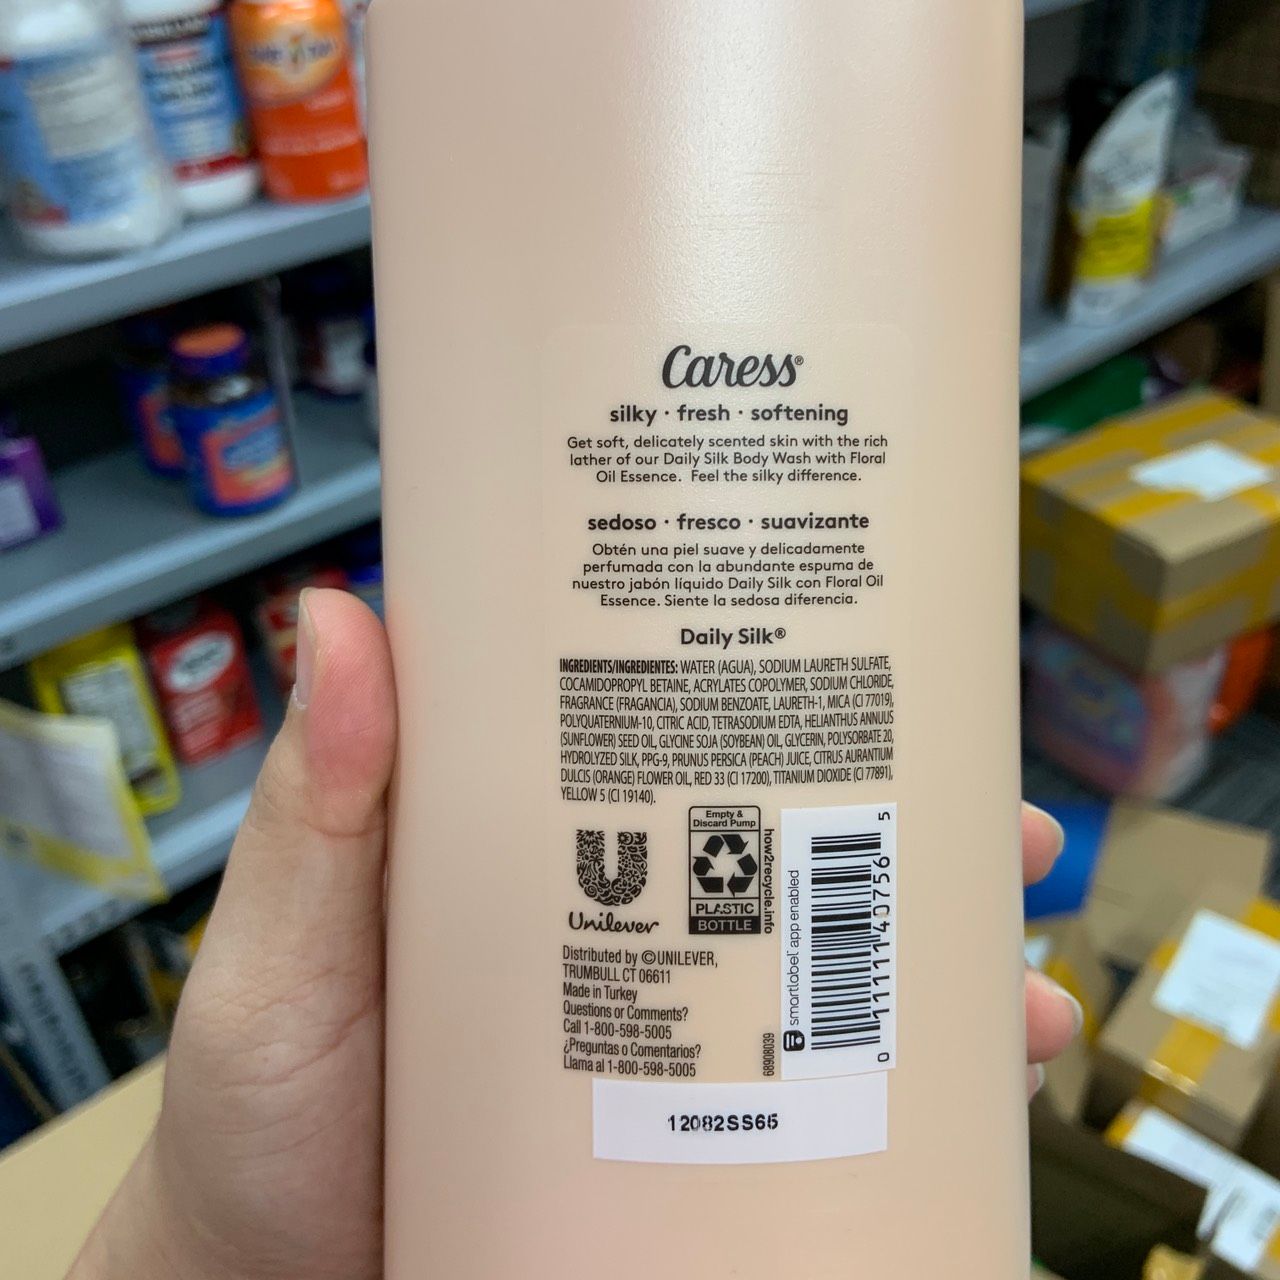 Caress®
silky · fresh · softening
Get soft, delicately scented skin with the rich
lather of our Daily Silk Body Wash with Floral
Oil Essence. Feel the silky difference.
sedoso · fresco · suavizante
Obtén una piel suave y delicadamente
perfumada con la abundante espuma de
nuestro jabón líquido Daily Silk con Floral Oil
Essence. Siente la sedosa diferencia.
Daily Silk®
INGREDIENTS/INGREDIENTES: WATER (AGUA), SODIUM LAURETH SULFATE,
COCAMIDOPROPYL BETAINE, ACRYLATES COPOLYMER, SODIUM CHLORIDE,
FRAGRANCE (FRAGANCIA), SODIUM BENZOATE, LAURETH-1, MICA (CI 77019),
POLYQUATERNIUM-10, CITRIC ACID, TETRASODIUM EDTA, HELIANTHUS ANNUUS
(SUNFLOWER) SEED OIL, GLYCINE SOJA (SOYBEAN) OIL, GLYCERIN, POLYSORBATE 20,
HYDROLYZED SILK, PPG-9, PRUNUS PERSICA (PEACH) JUICE, CITRUS AURANTIUM
DULCIS (ORANGE) FLOWER OIL, RED 33 (CI 17200), TITANIUM DIOXIDE (CI 77891),
YELLOW 5 (CI 19140).
Unilever
Empty &
Discard Pump
PLASTIC
BOTTLE
how2recycle.info
smartlabel app enabled
0 11111 40756 5
Distributed by ©UNILEVER,
TRUMBULL CT 06611
Made in Turkey
Questions or Comments?
Call 1-800-598-5005
¿Preguntas o Comentarios?
Llama al 1-800-598-5005
68908039
12082SS65